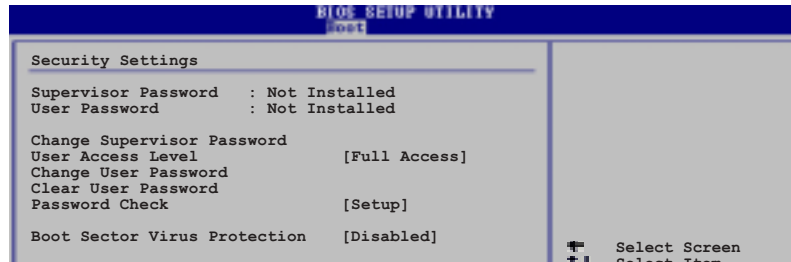 BIOS SETUP UTILITY
Boot
Security Settings
Supervisor Password : Not Installed
User Password : Not Installed
Change Supervisor Password
User Access Level [Full Access]
Change User Password
Clear User Password
Password Check [Setup]
Boot Sector Virus Protection [Disabled]
Select Screen
Select Item